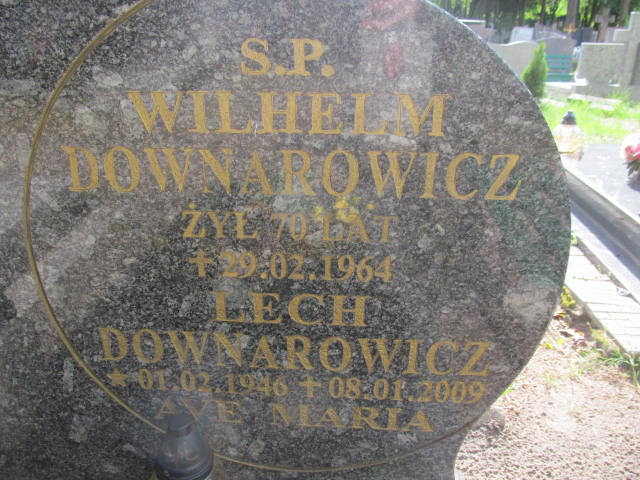 S.P.
WILHELM
DOWNAROWICZ
ŻYŁ 70 LAT
✝ 29.02.1964
LECH
DOWNAROWICZ
★ 01.02.1946 ✝ 08.01.2009
AVE MARIA